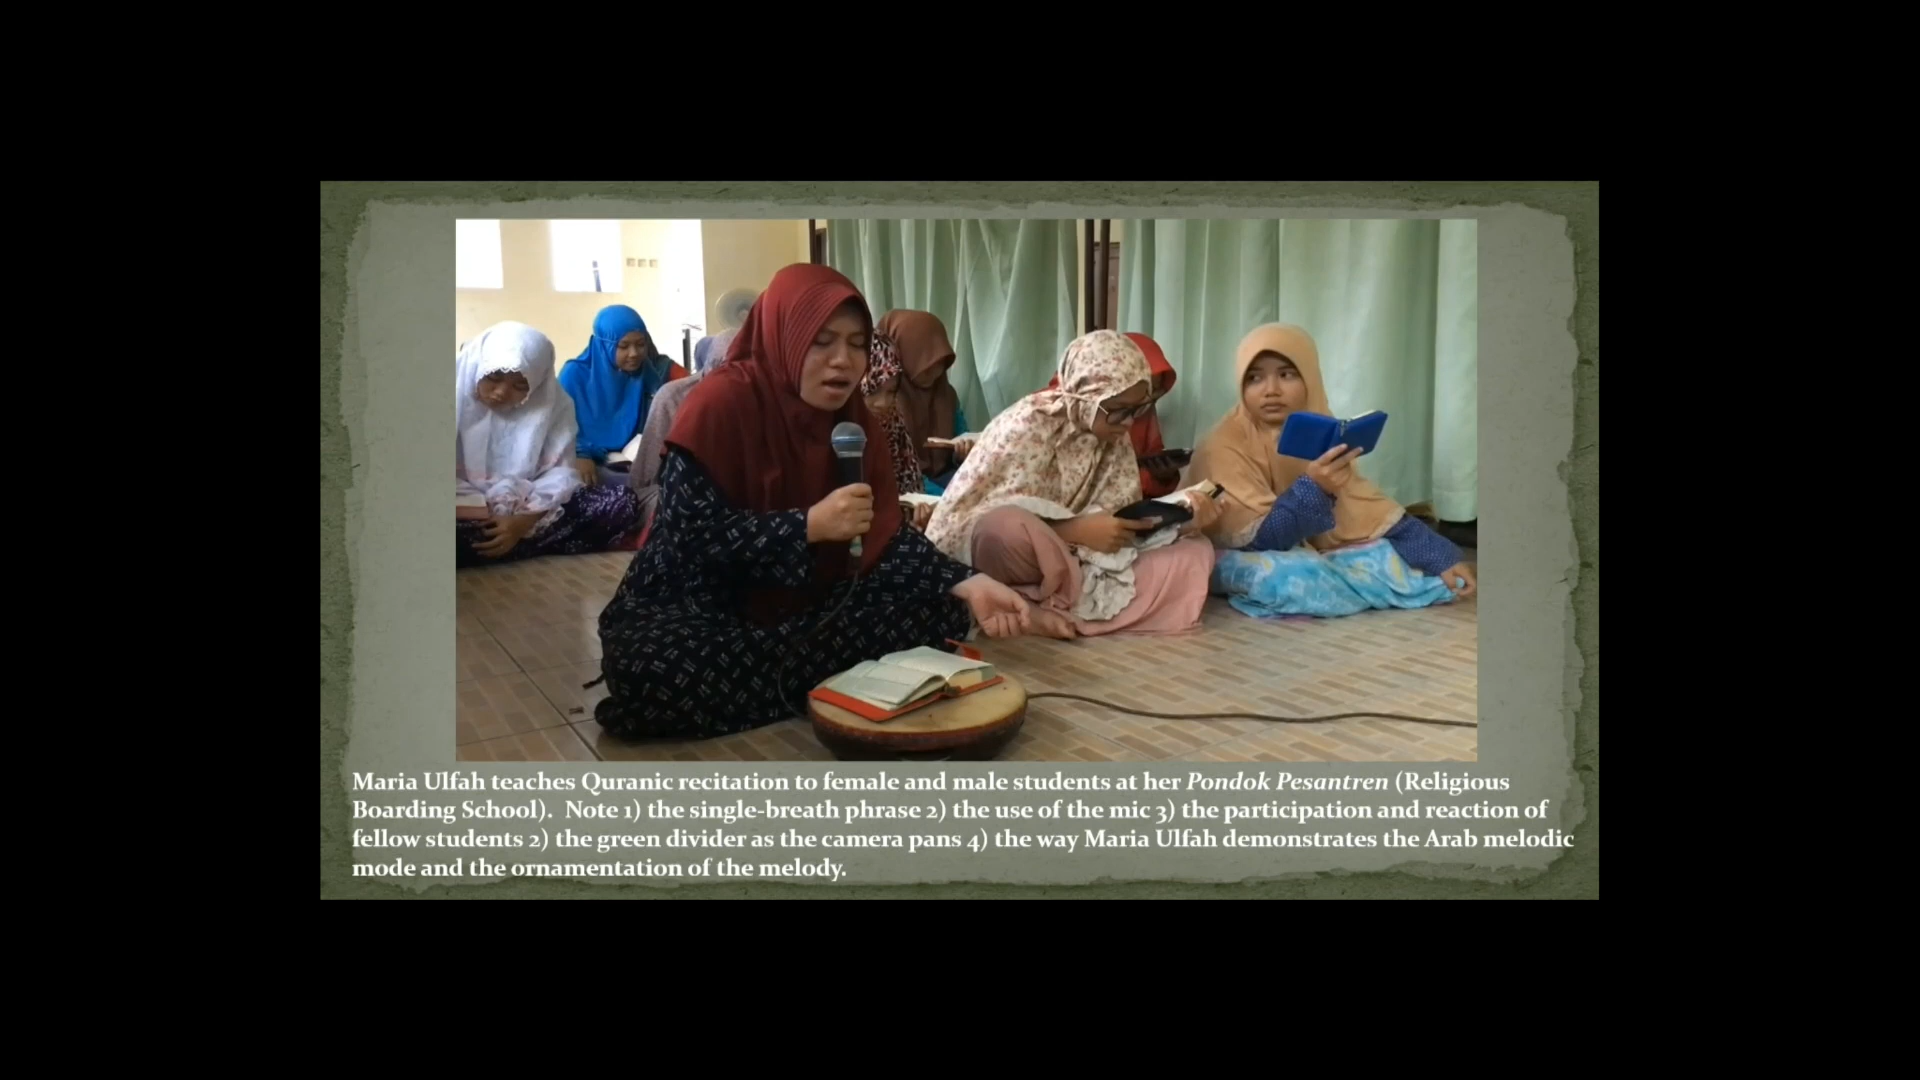 Maria Ulfah teaches Quranic recitation to female and male students at her Pondok Pesantren (Religious
Boarding School).  Note 1) the single-breath phrase 2) the use of the mic 3) the participation and reaction of
fellow students 2) the green divider as the camera pans 4) the way Maria Ulfah demonstrates the Arab melodic
mode and the ornamentation of the melody.